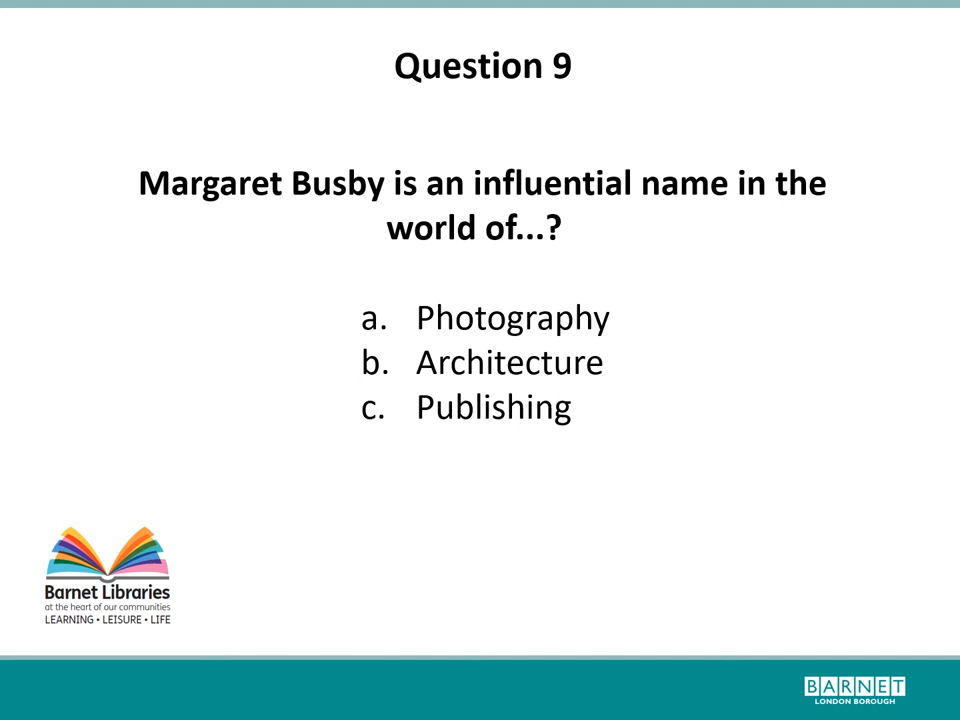 Question 9
Margaret Busby is an influential name in the
world of...?
a. Photography
b. Architecture
c. Publishing
Barnet Libraries
at the heart of our communities
LEARNING • LEISURE • LIFE
BARNET
LONDON BOROUGH